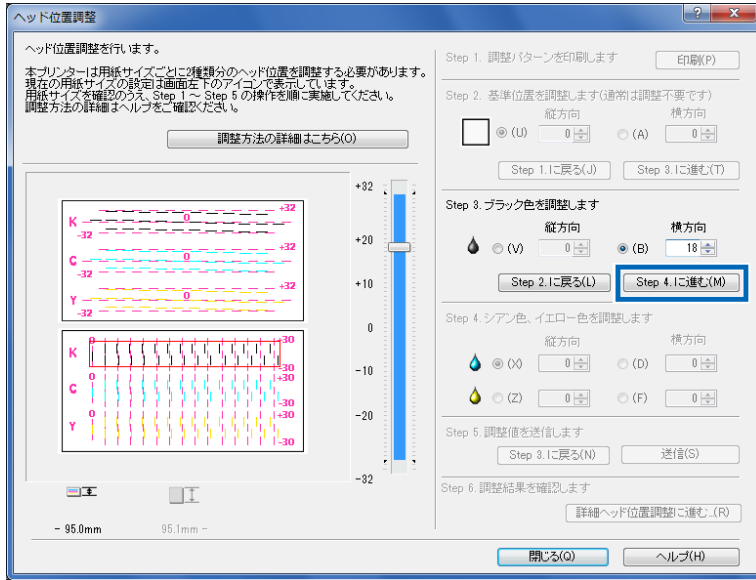 ヘッド位置調整
?
x
ヘッド位置調整を行います。
本プリンターは用紙サイズごとに2種類分のヘッド位置を調整する必要があります。
現在の用紙サイズの設定は画面左下のアイコンで表示しています。
用紙サイズを確認のうえ、Step 1～Step 5 の操作を順に実施してください。
調整方法の詳細はヘルプをご確認ください。
調整方法の詳細はこちら(O)
K
+32
0
-32
C
+32
0
-32
Y
+32
0
-32
K
0
+30
-30
C
0
+30
-30
Y
0
+30
-30
+32
+20
+10
0
-10
-20
-32
- 95.0mm
95.1mm -
Step 1. 調整パターンを印刷します
印刷(P)
Step 2. 基準位置を調整します(通常は調整不要です)
縦方向 横方向
(U) 0 (A) 0
Step 1.に戻る(J) Step 3.に進む(T)
Step 3. ブラック色を調整します
縦方向 横方向
(V) 0 (B) 18
Step 2.に戻る(L) Step 4.に進む(M)
Step 4. シアン色、イエロー色を調整します
縦方向 横方向
(X) 0 (D) 0
(Z) 0 (F) 0
Step 5. 調整値を送信します
Step 3.に戻る(N) 送信(S)
Step 6. 調整結果を確認します
詳細ヘッド位置調整に進む...(R)
閉じる(Q) ヘルプ(H)